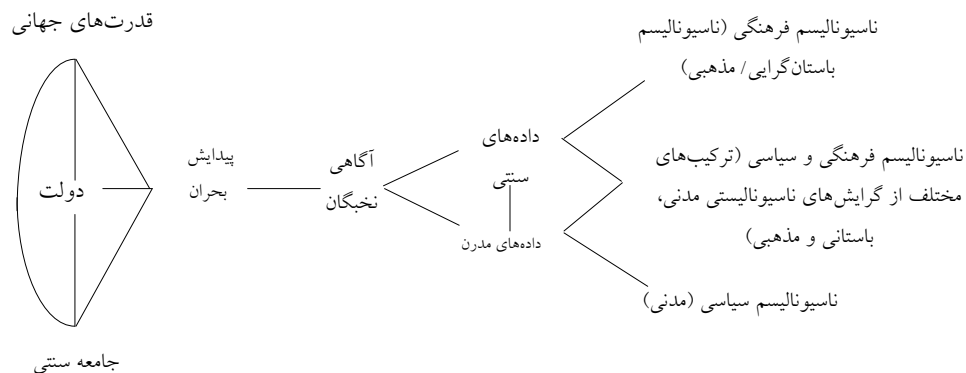 قدرت‌های جهانی
دولت
جامعه سنتی
پیدایش
بحران
آگاهی
نخبگان
داده‌های
سنتی
داده‌های مدرن
ناسیونالیسم فرهنگی (ناسیونالیسم
باستان‌گرایی/ مذهبی)
ناسیونالیسم فرهنگی و سیاسی (ترکیب‌های
مختلف از گرایش‌های ناسیونالیستی مدنی،
باستانی و مذهبی)
ناسیونالیسم سیاسی (مدنی)